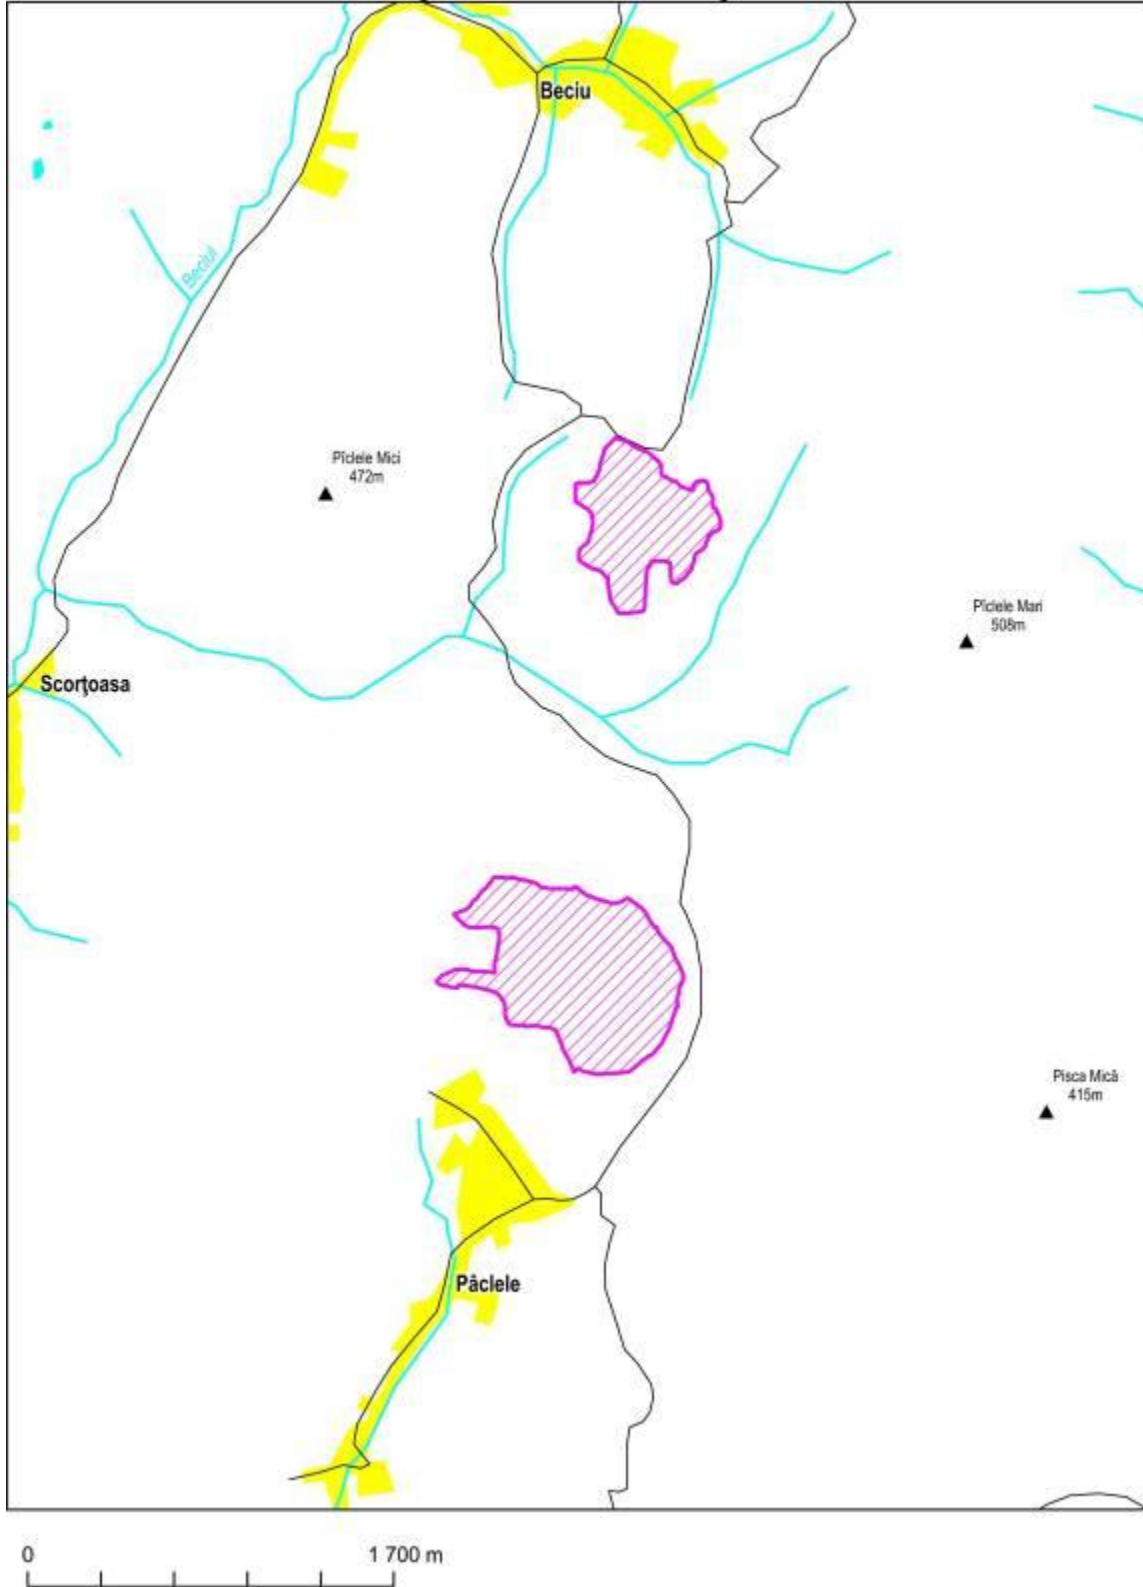 Beciu
Beciul
Pîclele Mici
472m
Pîclele Mari
508m
Scorţoasa
Pisca Mică
415m
Pâclele
0 1 700 m